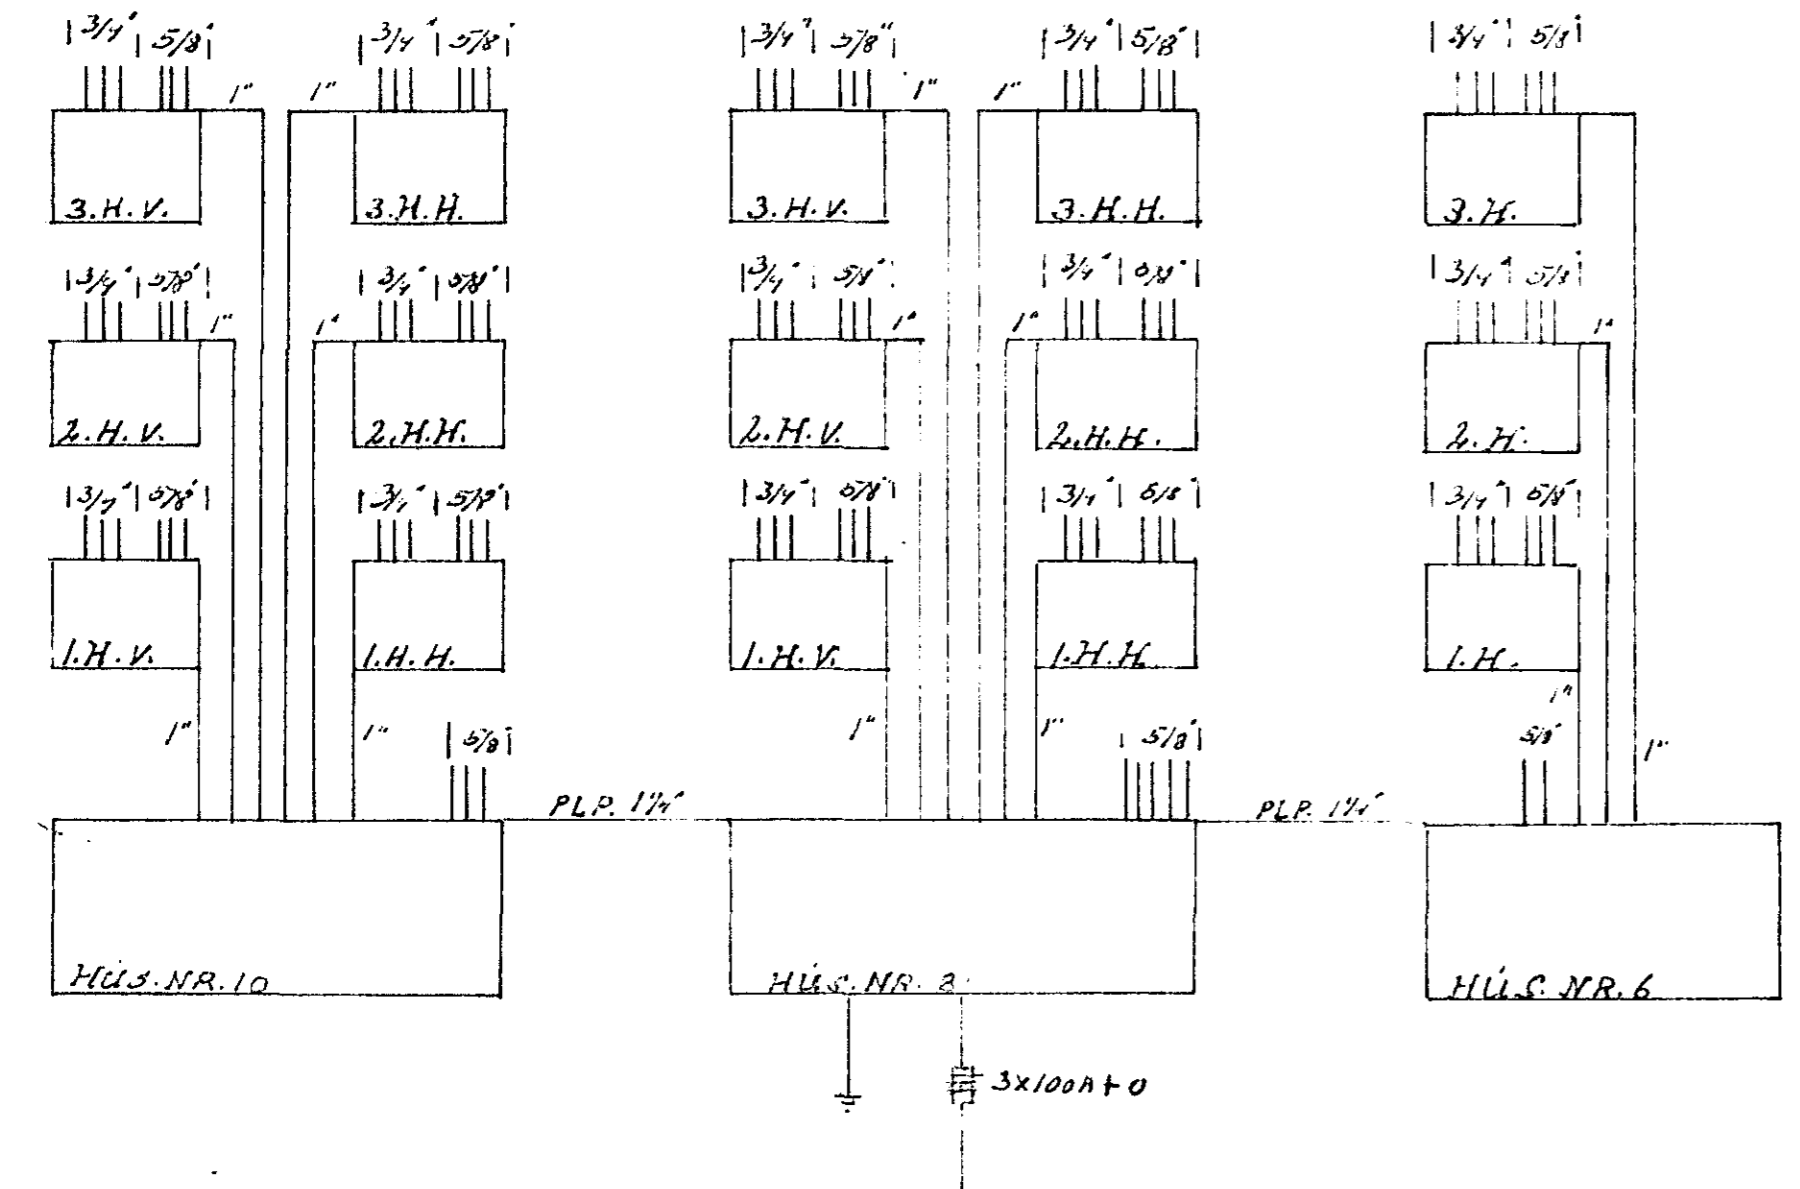 3/4" 5/8" 3/4" 5/8" 3/4" 5/8" 3/4" 5/8" 3/4" 5/8"
1" 1" 1" 1"
3.H.V. 3.H.H. 3.H.V. 3.H.H. 3.H.
3/4" 5/8" 3/4" 5/8" 3/4" 5/8" 3/4" 5/8" 3/4" 5/8"
1" 1" 1" 1" 1"
2.H.V. 2.H.H. 2.H.V. 2.H.H. 2.H.
3/4" 5/8" 3/4" 5/8" 3/4" 5/8" 3/4" 5/8" 3/4" 5/8"
1.H.V. 1.H.H. 1.H.V. 1.H.H. 1.H.
1" 1" 5/8" 1" 1" 5/8" 1" 5/8" 1"
PLP. 1 1/4" PLP. 1 1/4"
HÚS.NR.10 HÚS.NR.8 HÚS.NR.6
3x100A+0